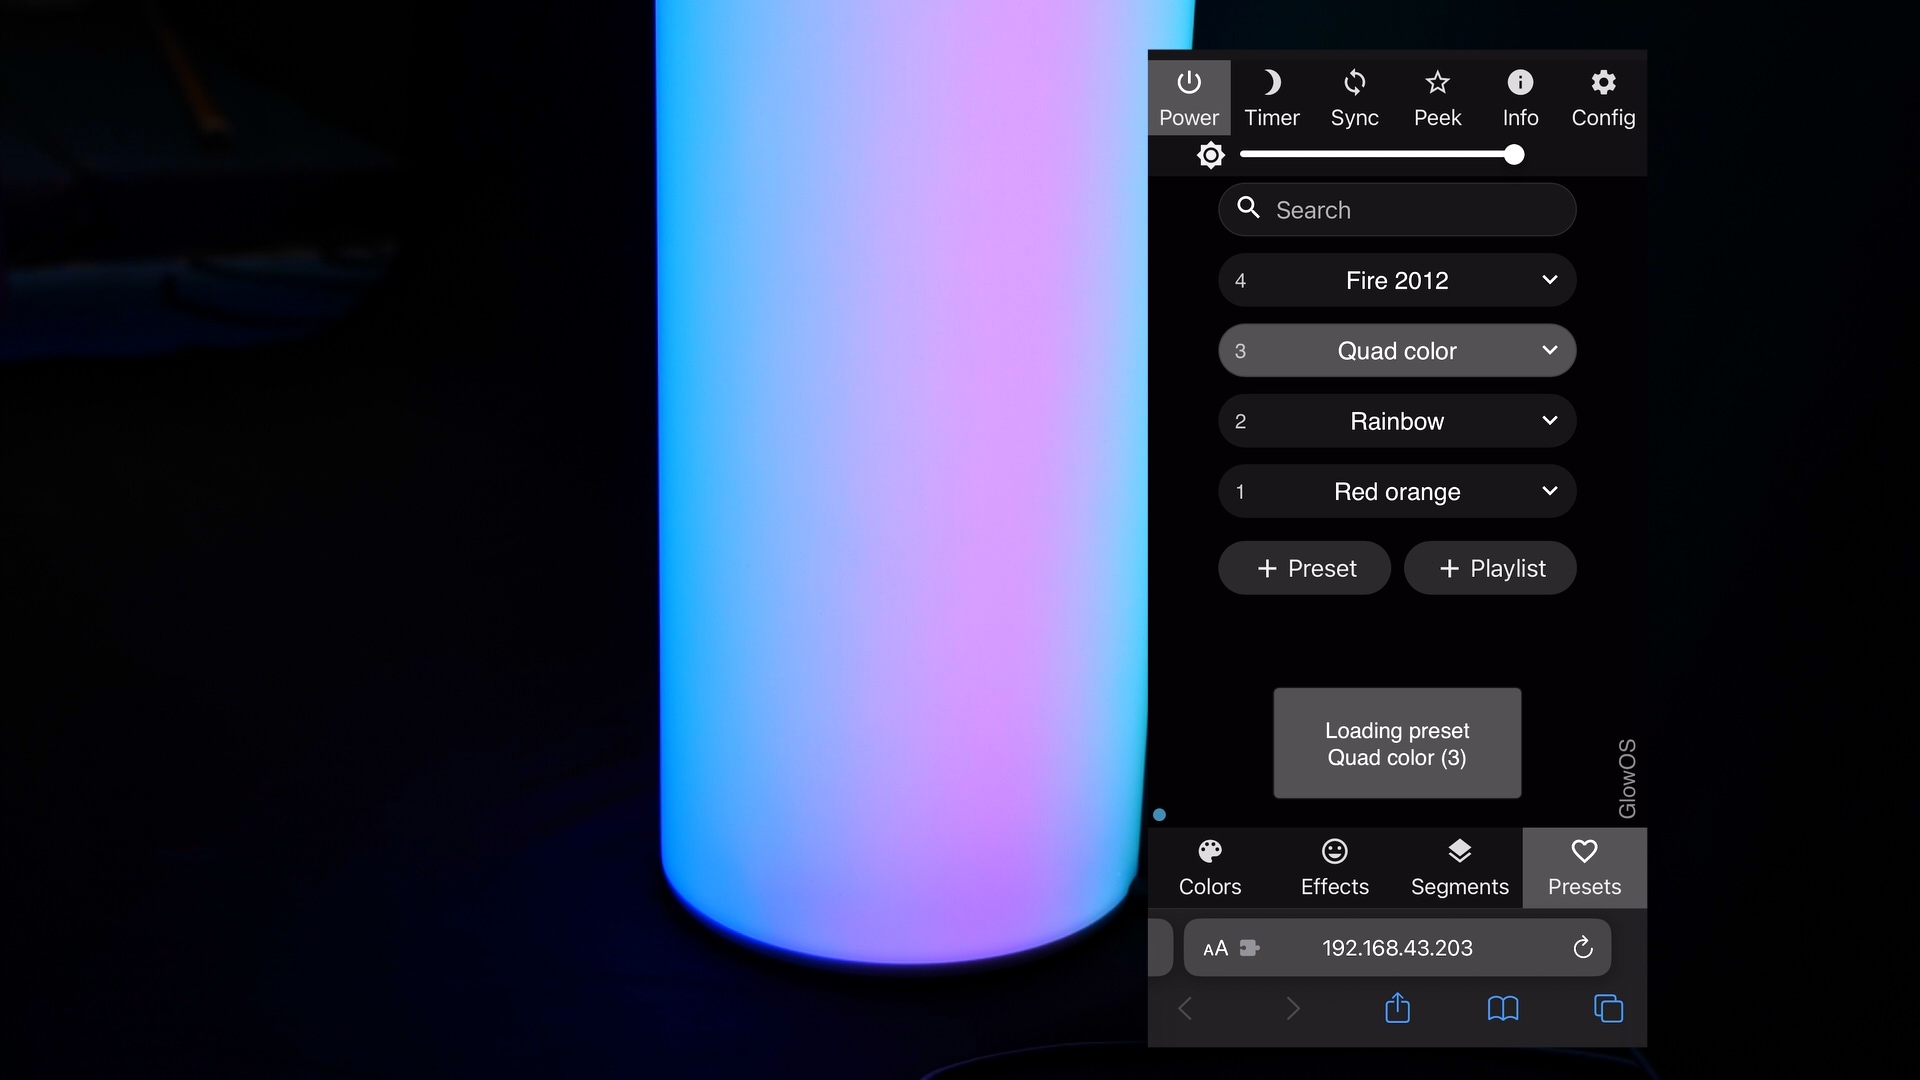 Power Timer Sync Peek Info Config
Search
4 Fire 2012
3 Quad color
2 Rainbow
1 Red orange
+ Preset + Playlist
Loading preset
Quad color (3)
GlowOS
Colors Effects Segments Presets
AA 192.168.43.203